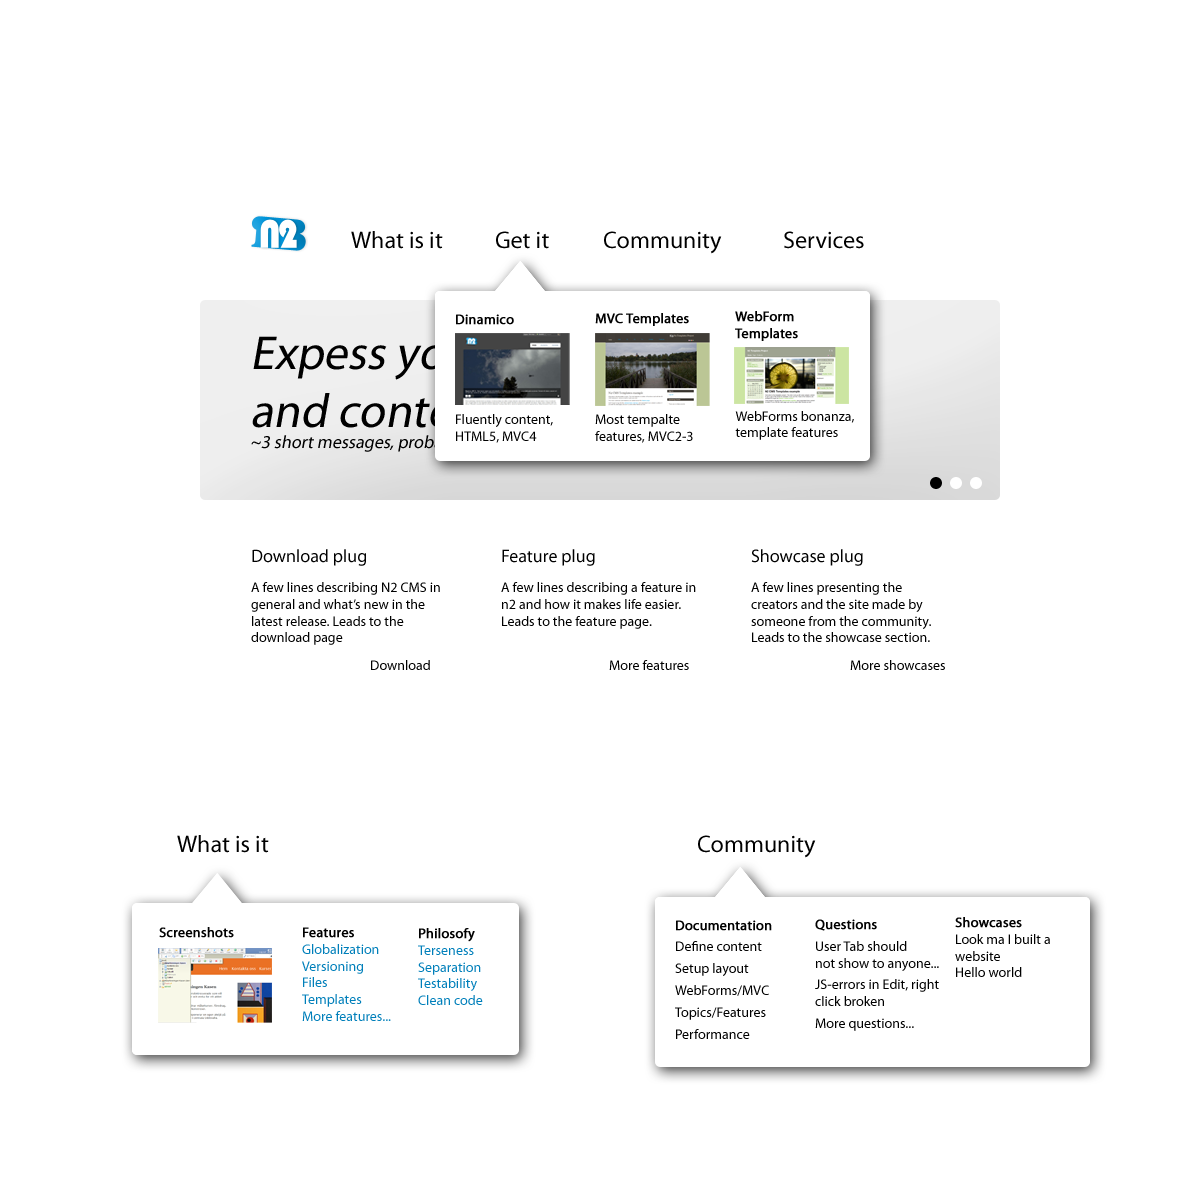 n2
What is it
Get it
Community
Services
Dinamico
Fluently content,
HTML5, MVC4
MVC Templates
Most tempalte
features, MVC2-3
WebForm
Templates
WebForms bonanza,
template features
Expess
and
~3 short messages,
Download plug
A few lines describing N2 CMS in
general and what's new in the
latest release. Leads to the
download page
Download
Feature plug
A few lines describing a feature in
n2 and how it makes life easier.
Leads to the feature page.
More features
Showcase plug
A few lines presenting the
creators and the site made by
someone from the community.
Leads to the showcase section.
More showcases
What is it
Screenshots
Features
Globalization
Versioning
Files
Templates
More features...
Philosofy
Terseness
Separation
Testability
Clean code
Community
Documentation
Define content
Setup layout
WebForms/MVC
Topics/Features
Performance
Questions
User Tab should
not show to anyone...
JS-errors in Edit, right
click broken
More questions...
Showcases
Look ma I built a
website
Hello world